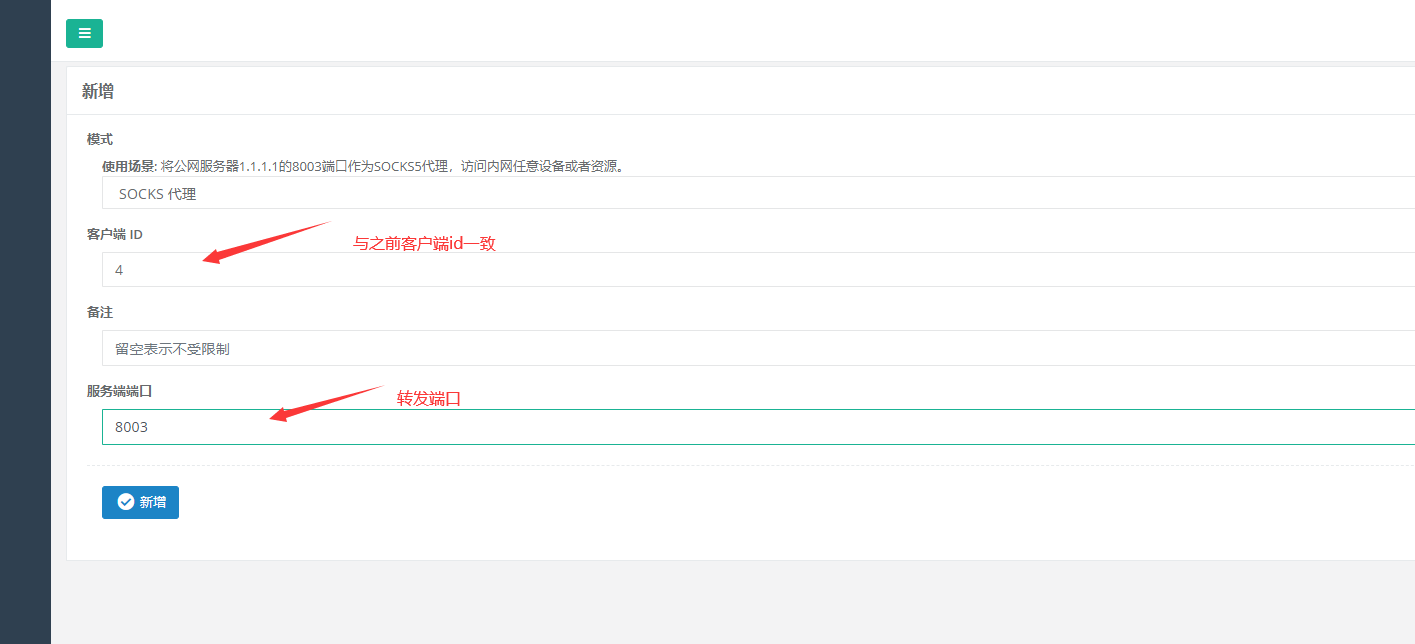 新增
模式
使用场景: 将公网服务器1.1.1.1的8003端口作为SOCKS5代理，访问内网任意设备或者资源。
SOCKS 代理
客户端 ID
与之前客户端id一致
4
备注
留空表示不受限制
服务端端口
转发端口
8003
新增